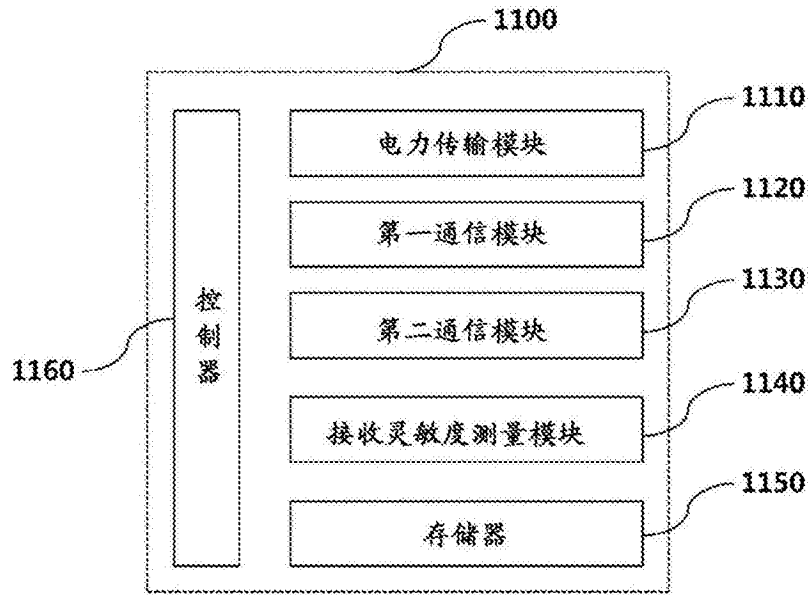 1100
1110
电力传输模块
1120
第一通信模块
1130
第二通信模块
控制器
1160
1140
接收灵敏度测量模块
1150
存储器